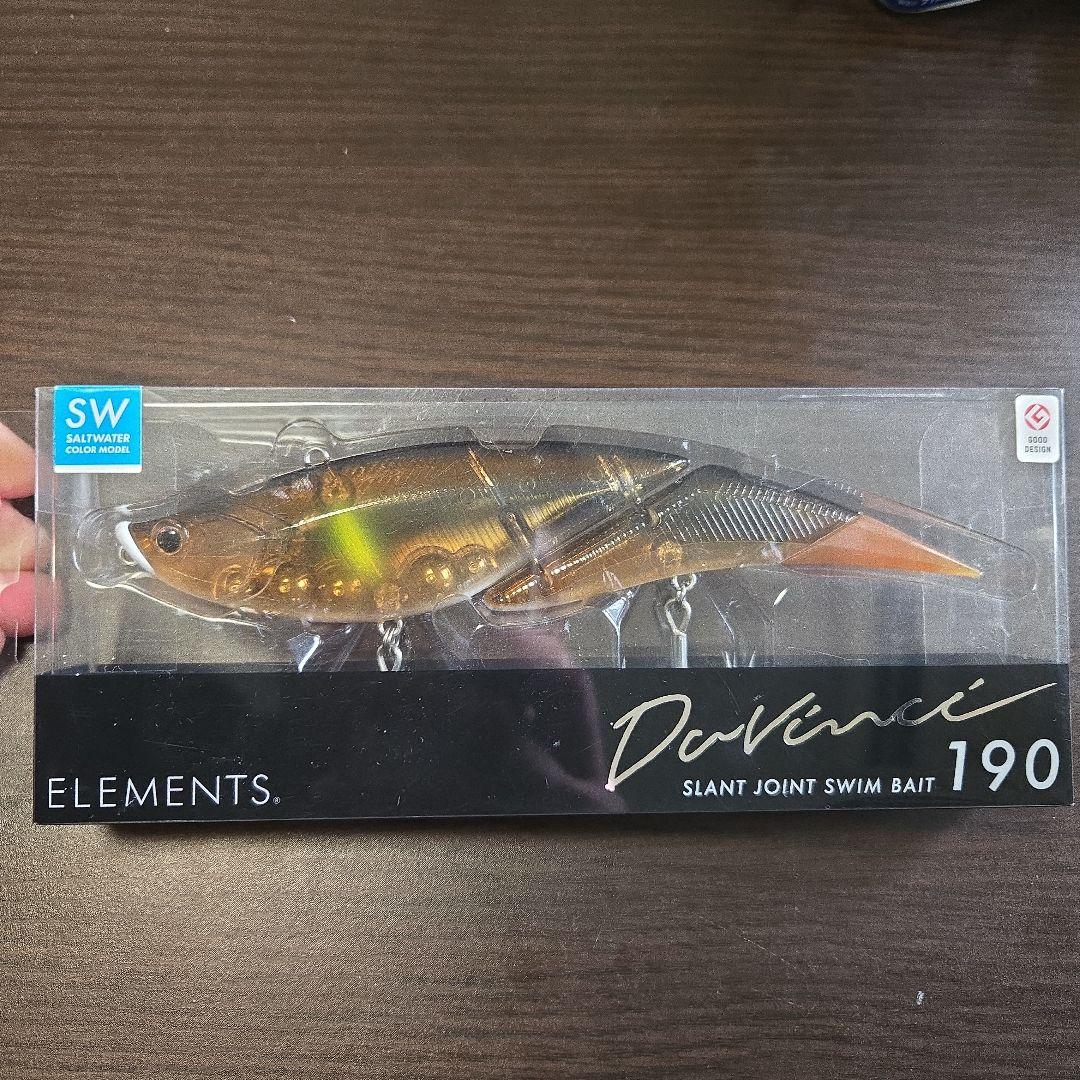 SW
SALTWATER
COLOR MODEL
GOOD
DESIGN
DaVinci
ELEMENTS®
SLANT JOINT SWIM BAIT 190